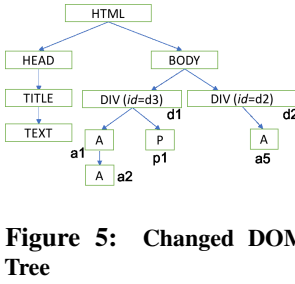 HTML
HEAD BODY
TITLE DIV (id=d3) DIV (id=d2)
d1 d2
TEXT A P A
a1 p1 a5
A a2
Figure 5: Changed DOM
Tree